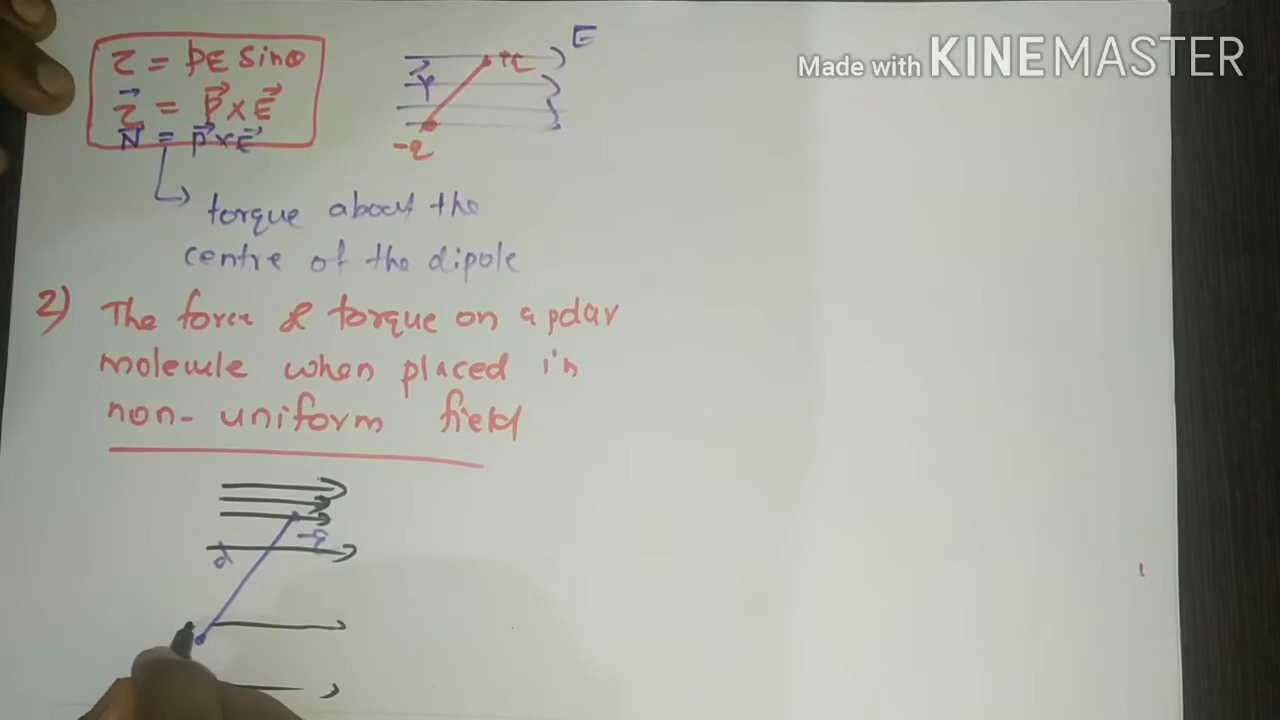 τ = PE Sinθ
τ⃗ = P⃗ × E⃗
N⃗ = P⃗ × E⃗
E
+q
-q
torque about the
centre of the dipole
2) The force & torque on a polar
molecule when placed in
non-uniform field
-q
d
Made with KINEMASTER